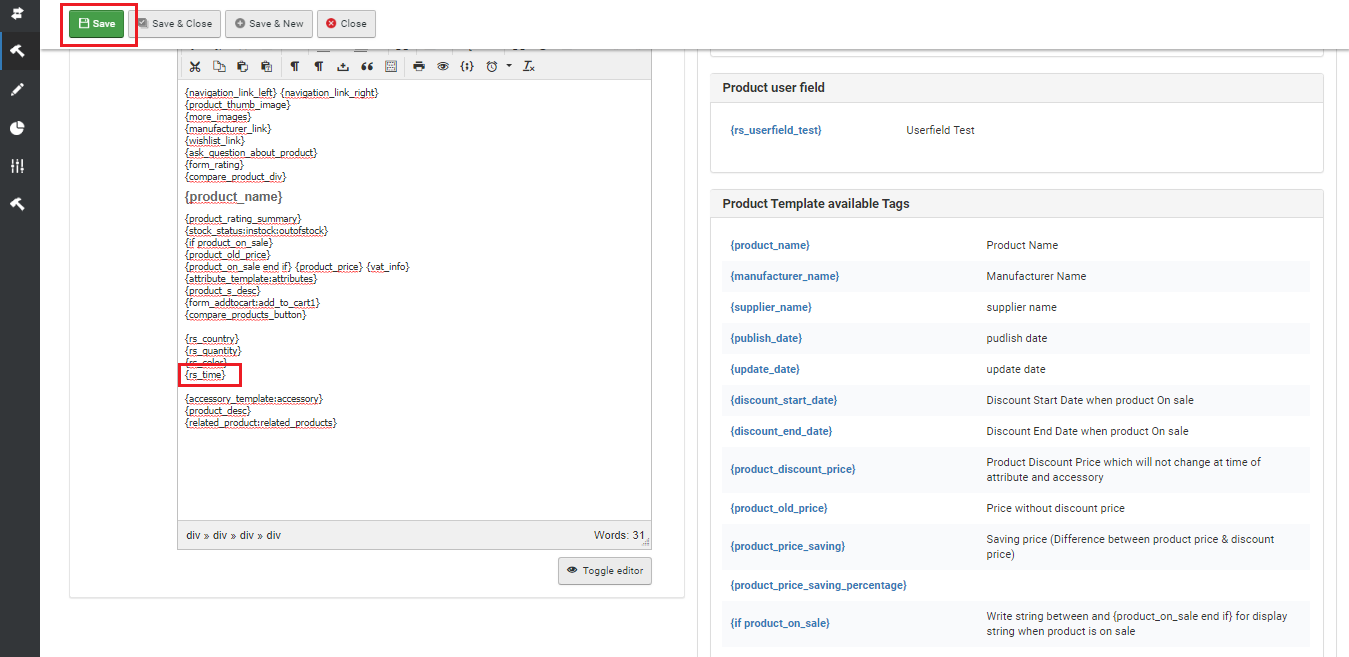 Save
Save & Close
Save & New
Close
{navigation_link_left} {navigation_link_right}
{product_thumb_image}
{more_images}
{manufacturer_link}
{wishlist_link}
{ask_question_about_product}
{form_rating}
{compare_product_div}
{product_name}
{product_rating_summary}
{stock_status:instock:outofstock}
{if product_on_sale}
{product_old_price}
{product_on_sale end if} {product_price} {vat_info}
{attribute_template:attributes}
{product_s_desc}
{form_addtocart:add_to_cart1}
{compare_products_button}
{rs_country}
{rs_quantity}
{rs_color}
{rs_time}
{accessory_template:accessory}
{product_desc}
{related_product:related_products}
div » div » div » div
Words: 31
Toggle editor
Product user field
{rs_userfield_test}
Userfield Test
Product Template available Tags
{product_name}
Product Name
{manufacturer_name}
Manufacturer Name
{supplier_name}
supplier name
{publish_date}
pudlish date
{update_date}
update date
{discount_start_date}
Discount Start Date when product On sale
{discount_end_date}
Discount End Date when product On sale
{product_discount_price}
Product Discount Price which will not change at time of
attribute and accessory
{product_old_price}
Price without discount price
{product_price_saving}
Saving price (Difference between product price & discount
price)
{product_price_saving_percentage}
{if product_on_sale}
Write string between and {product_on_sale end if} for display
string when product is on sale